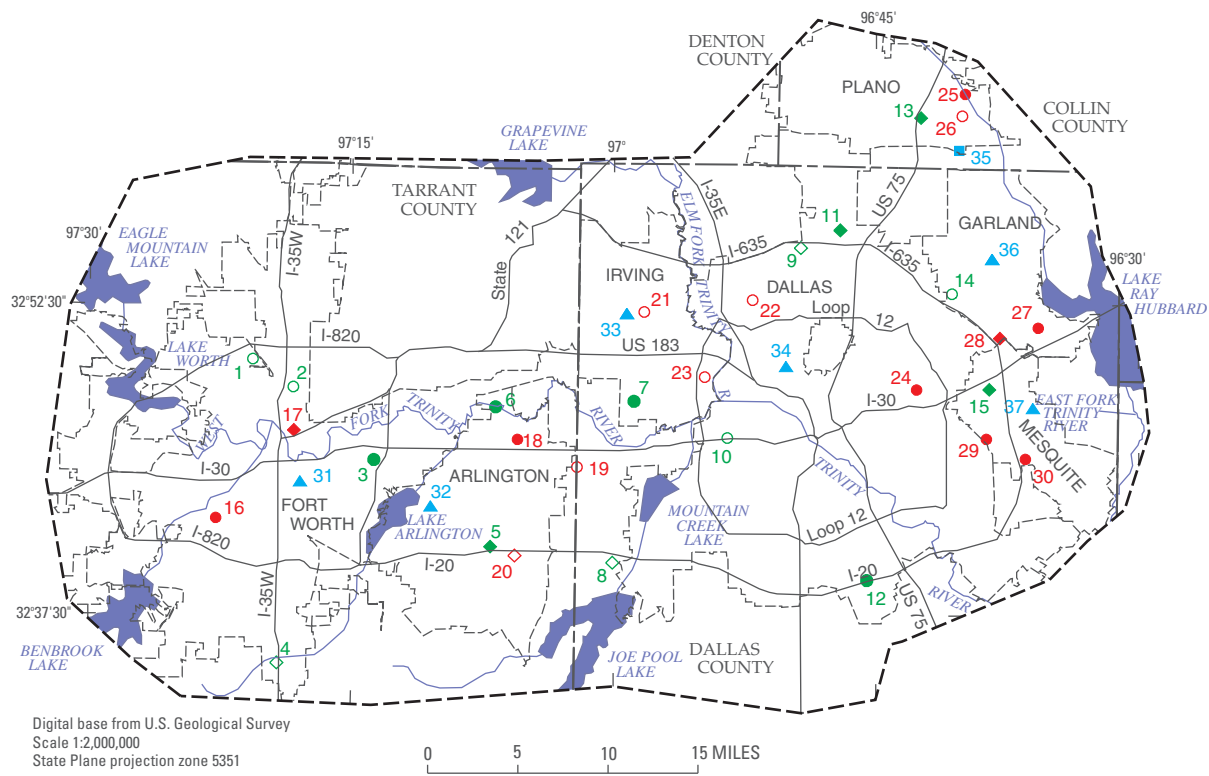 96°45'
DENTON
COUNTY
PLANO
25
13
26
COLLIN
COUNTY
GRAPEVINE
LAKE
97°15'
97°
35
TARRANT
COUNTY
I-35E
ELM FORK
TRINITY
US 75
11
GARLAND
97°30'
EAGLE
MOUNTAIN
LAKE
I-35W
121
State
I-635
9
I-635
36
96°30'
IRVING
DALLAS
14
LAKE
RAY
HUBBARD
32°52'30"
21
22
Loop
12
33
27
I-820
US 183
28
LAKE
WORTH
34
1
2
23
24
R
I-30
15
37
EAST FORK
TRINITY
RIVER
17
WEST
FORK
TRINITY
6
7
RIVER
18
10
29
MESQUITE
I-30
3
ARLINGTON
19
TRINITY
30
31
32
16
FORT
WORTH
LAKE
ARLINGTON
MOUNTAIN
CREEK
LAKE
I-820
5
Loop 12
I-20
20
8
I-20
12
US 75
RIVER
I-35W
32°37'30"
BENBROOK
LAKE
4
JOE POOL
LAKE
DALLAS
COUNTY
Digital base from U.S. Geological Survey
Scale 1:2,000,000
State Plane projection zone 5351
0 5 10 15 MILES